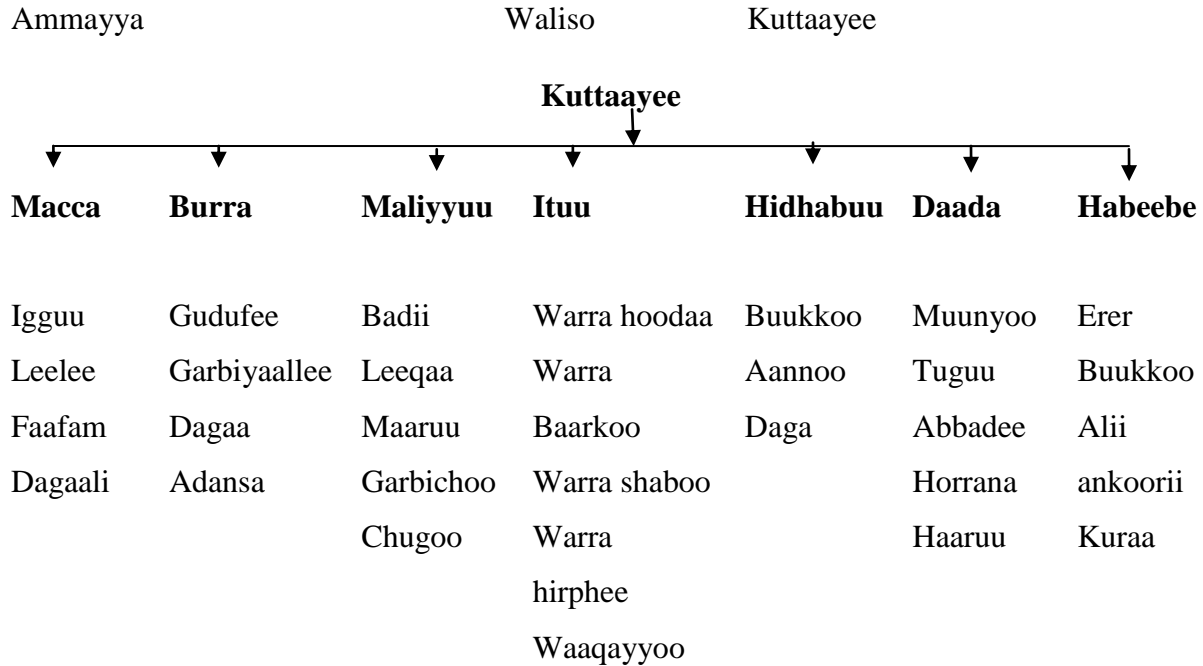 Ammayya Waliso Kuttaayee
Kuttaayee
Macca Burra Maliyyuu Ituu Hidhabuu Daada Habeebe
Igguu Gudufee Badii Warra hoodaa Buukkoo Muunyoo Erer
Leelee Garbiyaallee Leeqaa Warra Aannoo Tuguu Buukkoo
Faafam Dagaa Maaruu Baarkoo Daga Abbadee Alii
Dagaali Adansa Garbichoo Warra shaboo Horrana ankoorii
Chugoo Warra Haaruu Kuraa
hirphee
Waaqayyoo